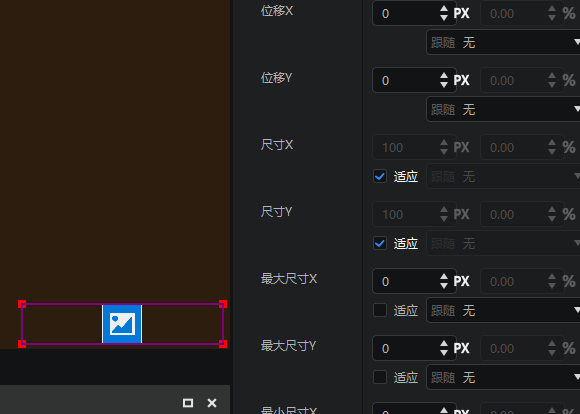 位移X 0 PX 0.00 %
跟随 无
位移Y 0 PX 0.00 %
跟随 无
尺寸X 100 PX 0.00 %
适应 跟随 无
尺寸Y 100 PX 0.00 %
适应 跟随 无
最大尺寸X 0 PX 0.00 %
适应 跟随 无
最大尺寸Y 0 PX 0.00 %
适应 跟随 无
最小尺寸X 0 PX 0.00 %